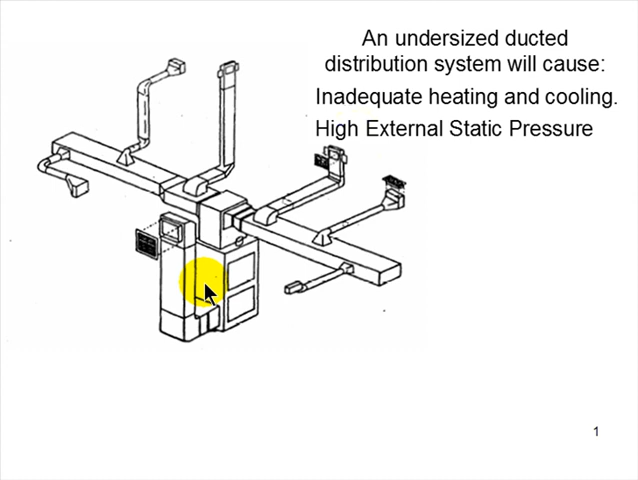 An undersized ducted
distribution system will cause:
Inadequate heating and cooling.
High External Static Pressure
1